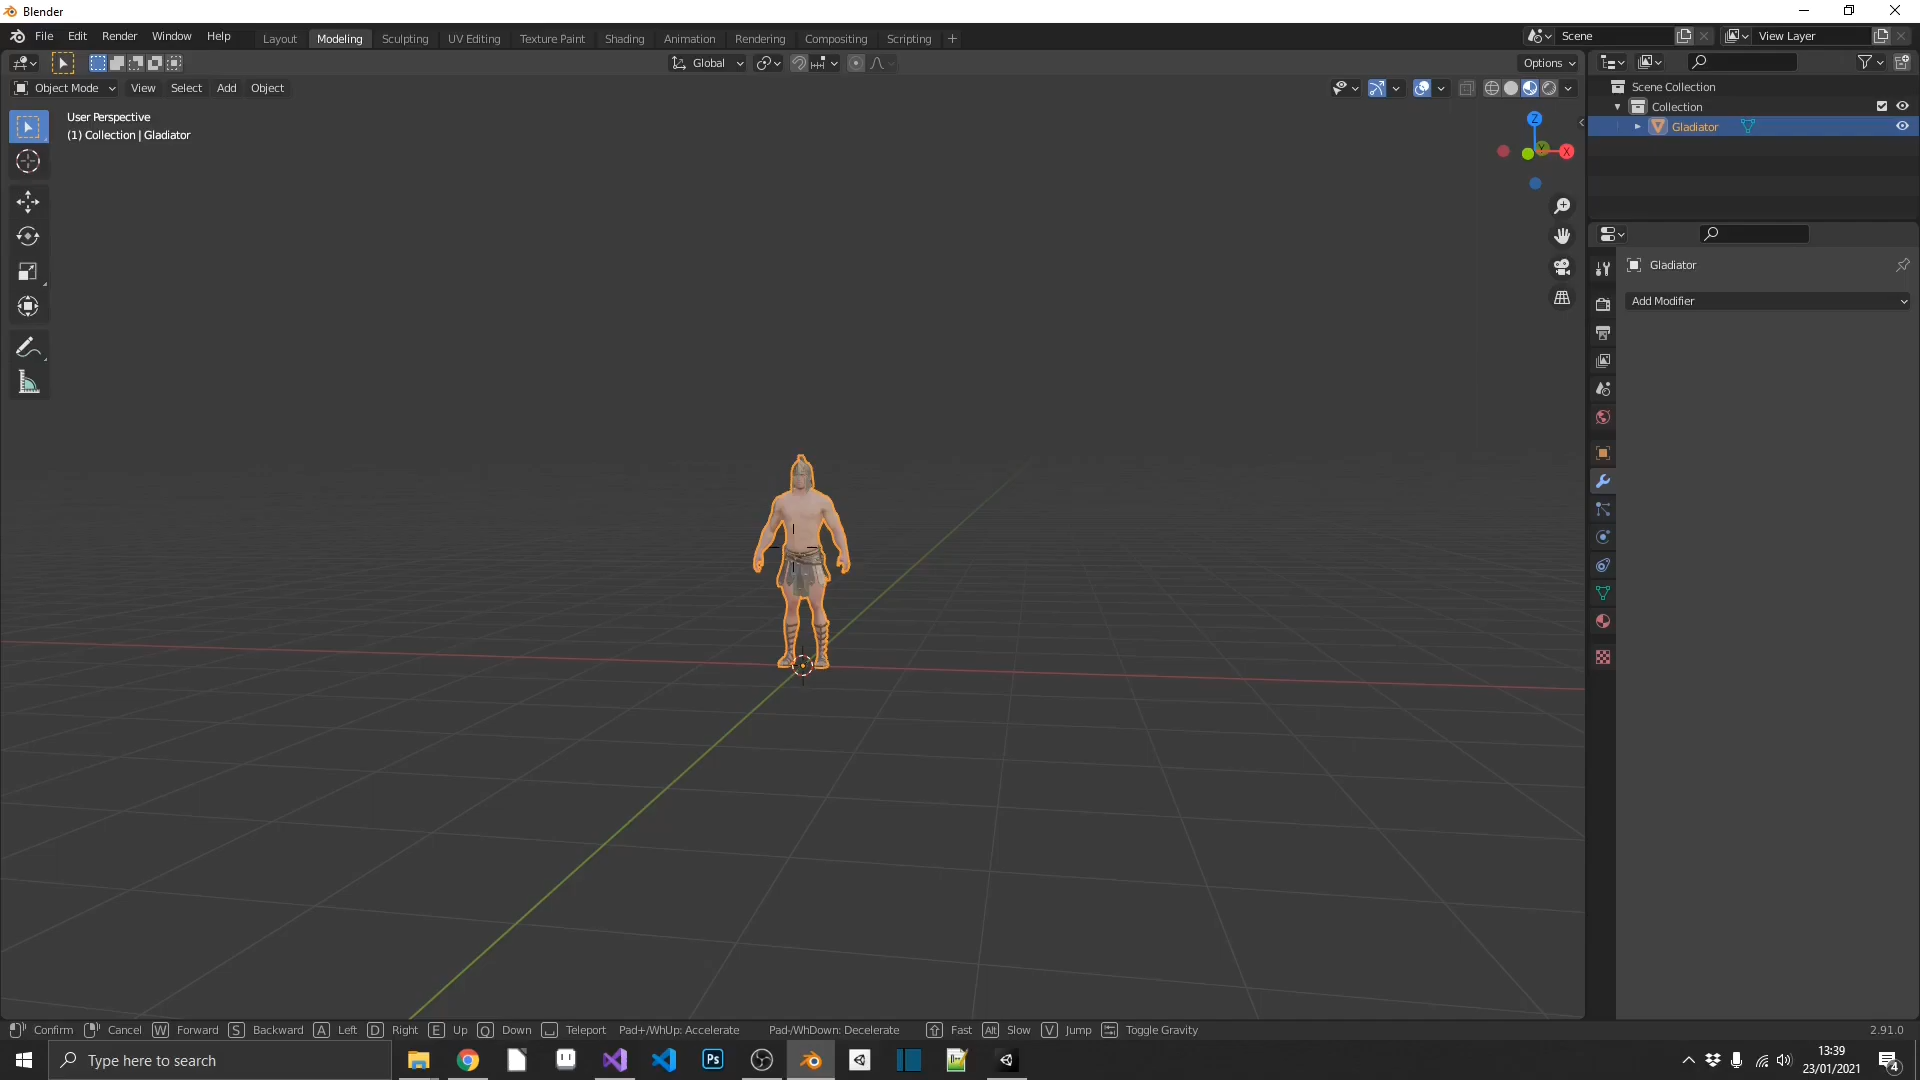 Blender
File Edit Render Window Help
Layout Modeling Sculpting UV Editing Texture Paint Shading Animation Rendering Compositing Scripting +
Scene
View Layer
Global
Options
Object Mode View Select Add Object
User Perspective
(1) Collection | Gladiator
Z
Y
X
Scene Collection
Collection
Gladiator
Gladiator
Add Modifier
Confirm Cancel W Forward S Backward A Left D Right E Up Q Down Teleport Pad+/WhUp: Accelerate Pad-/WhDown: Decelerate Fast Alt Slow V Jump Toggle Gravity
2.91.0
Type here to search
Ps
13:39
23/01/2021
4